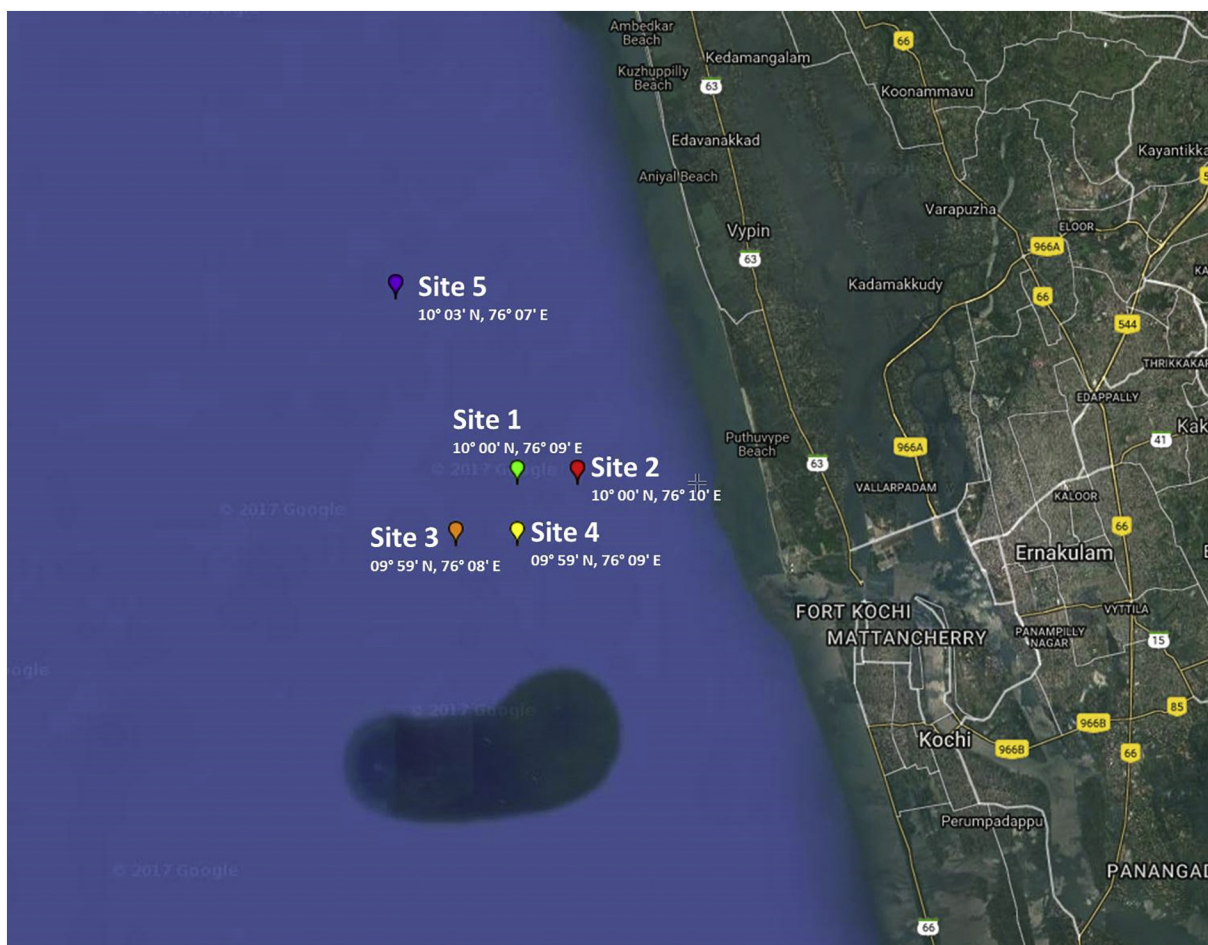 Ambedkar
Beach
Kedamangalam
66
Kuzhuppilly
Beach
63
Koonammavu
Edavanakkad
Kayantikka
Aniyal Beach
© 2017 Google
5
Varapuzha
Vypin
ELOOR
966A
63
Site 5
10° 03' N, 76° 07' E
Kadamakkudy
66
544
THRIKKAKAR
EDAPPALLY
Site 1
10° 00' N, 76° 09' E
Puthuvype
Beach
966A
41
Kak
63
© 2017 Google
Site 2
10° 00' N, 76° 10' E
VALLARPADAM
KALOOR
© 2017 Google
66
Site 3
09° 59' N, 76° 08' E
Site 4
09° 59' N, 76° 09' E
Ernakulam
FORT KOCHI
MATTANCHERRY
VYTTILA
PANAMPILLY
NAGAR
15
oogle
© 2017 Google
85
966B
Kochi
966B
66
Perumpadappu
© 2017 Google
PANANGAD
66